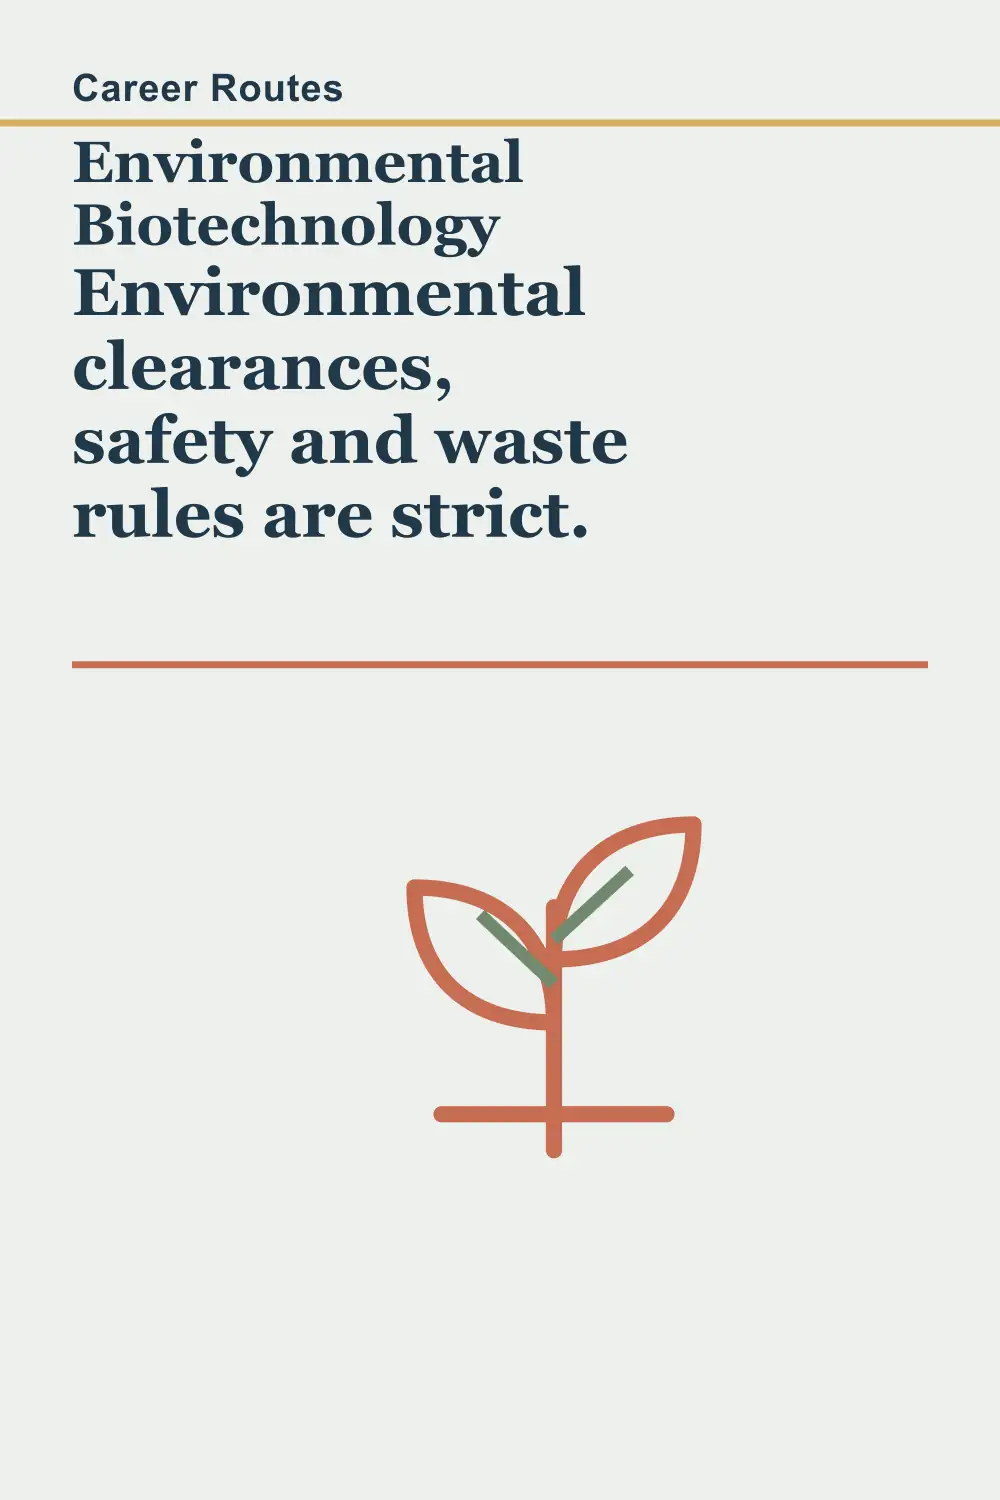 Career Routes
Environmental
Biotechnology
Environmental
clearances,
safety and waste
rules are strict.